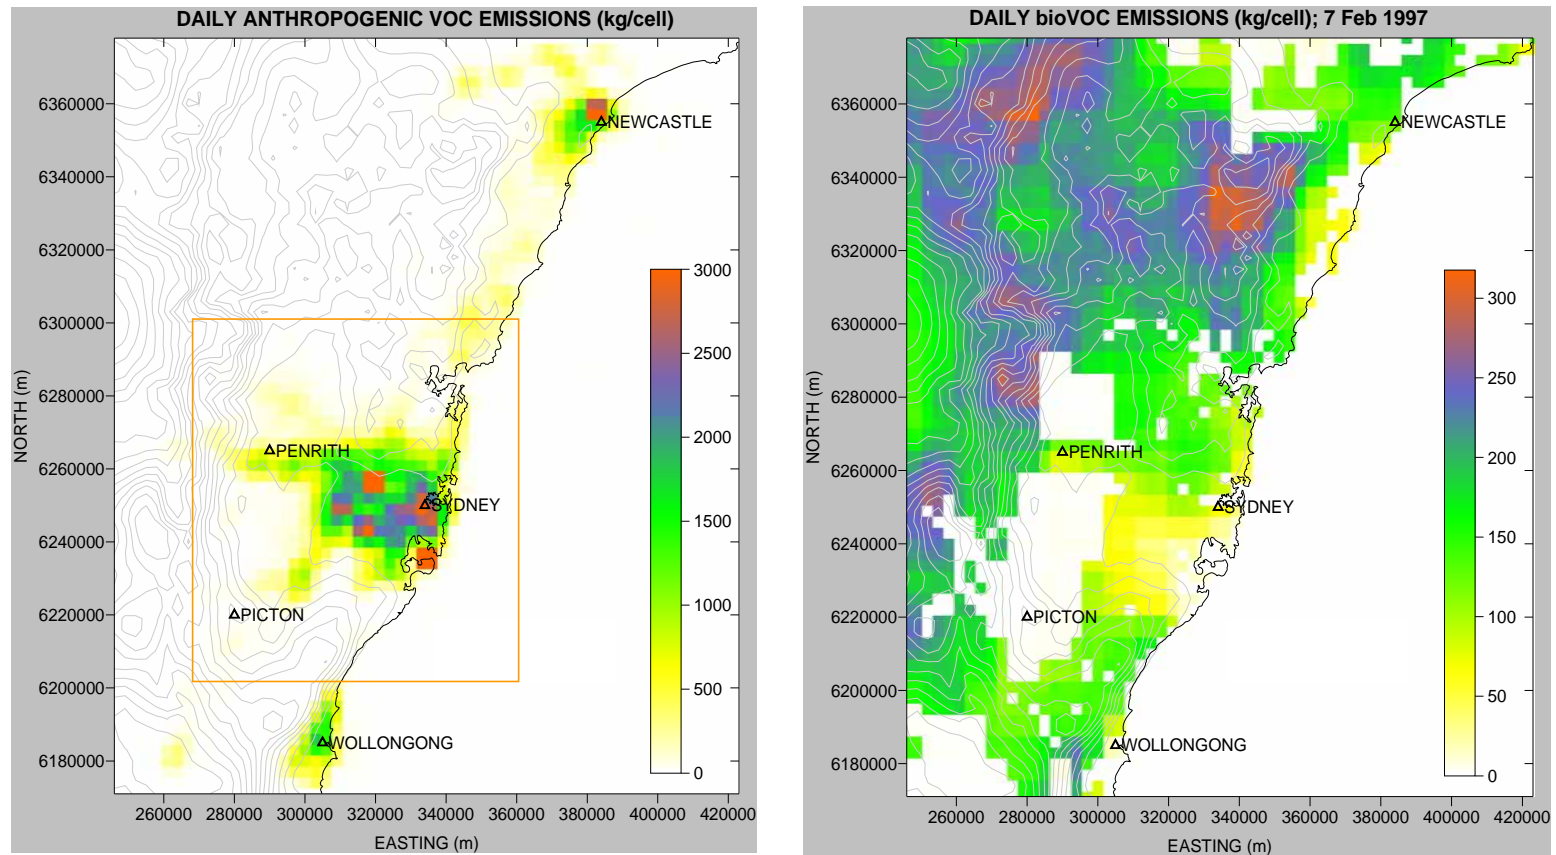 DAILY ANTHROPOGENIC VOC EMISSIONS (kg/cell)
6360000
6340000
6320000
6300000
6280000
6260000
6240000
6220000
6200000
6180000
NORTH (m)
NEWCASTLE
PENRITH
SYDNEY
PICTON
WOLLONGONG
3000
2500
2000
1500
1000
500
0
260000 280000 300000 320000 340000 360000 380000 400000 420000
EASTING (m)
DAILY bioVOC EMISSIONS (kg/cell); 7 Feb 1997
6360000
6340000
6320000
6300000
6280000
6260000
6240000
6220000
6200000
6180000
NORTH (m)
NEWCASTLE
PENRITH
SYDNEY
PICTON
WOLLONGONG
300
250
200
150
100
50
0
260000 280000 300000 320000 340000 360000 380000 400000 420000
EASTING (m)